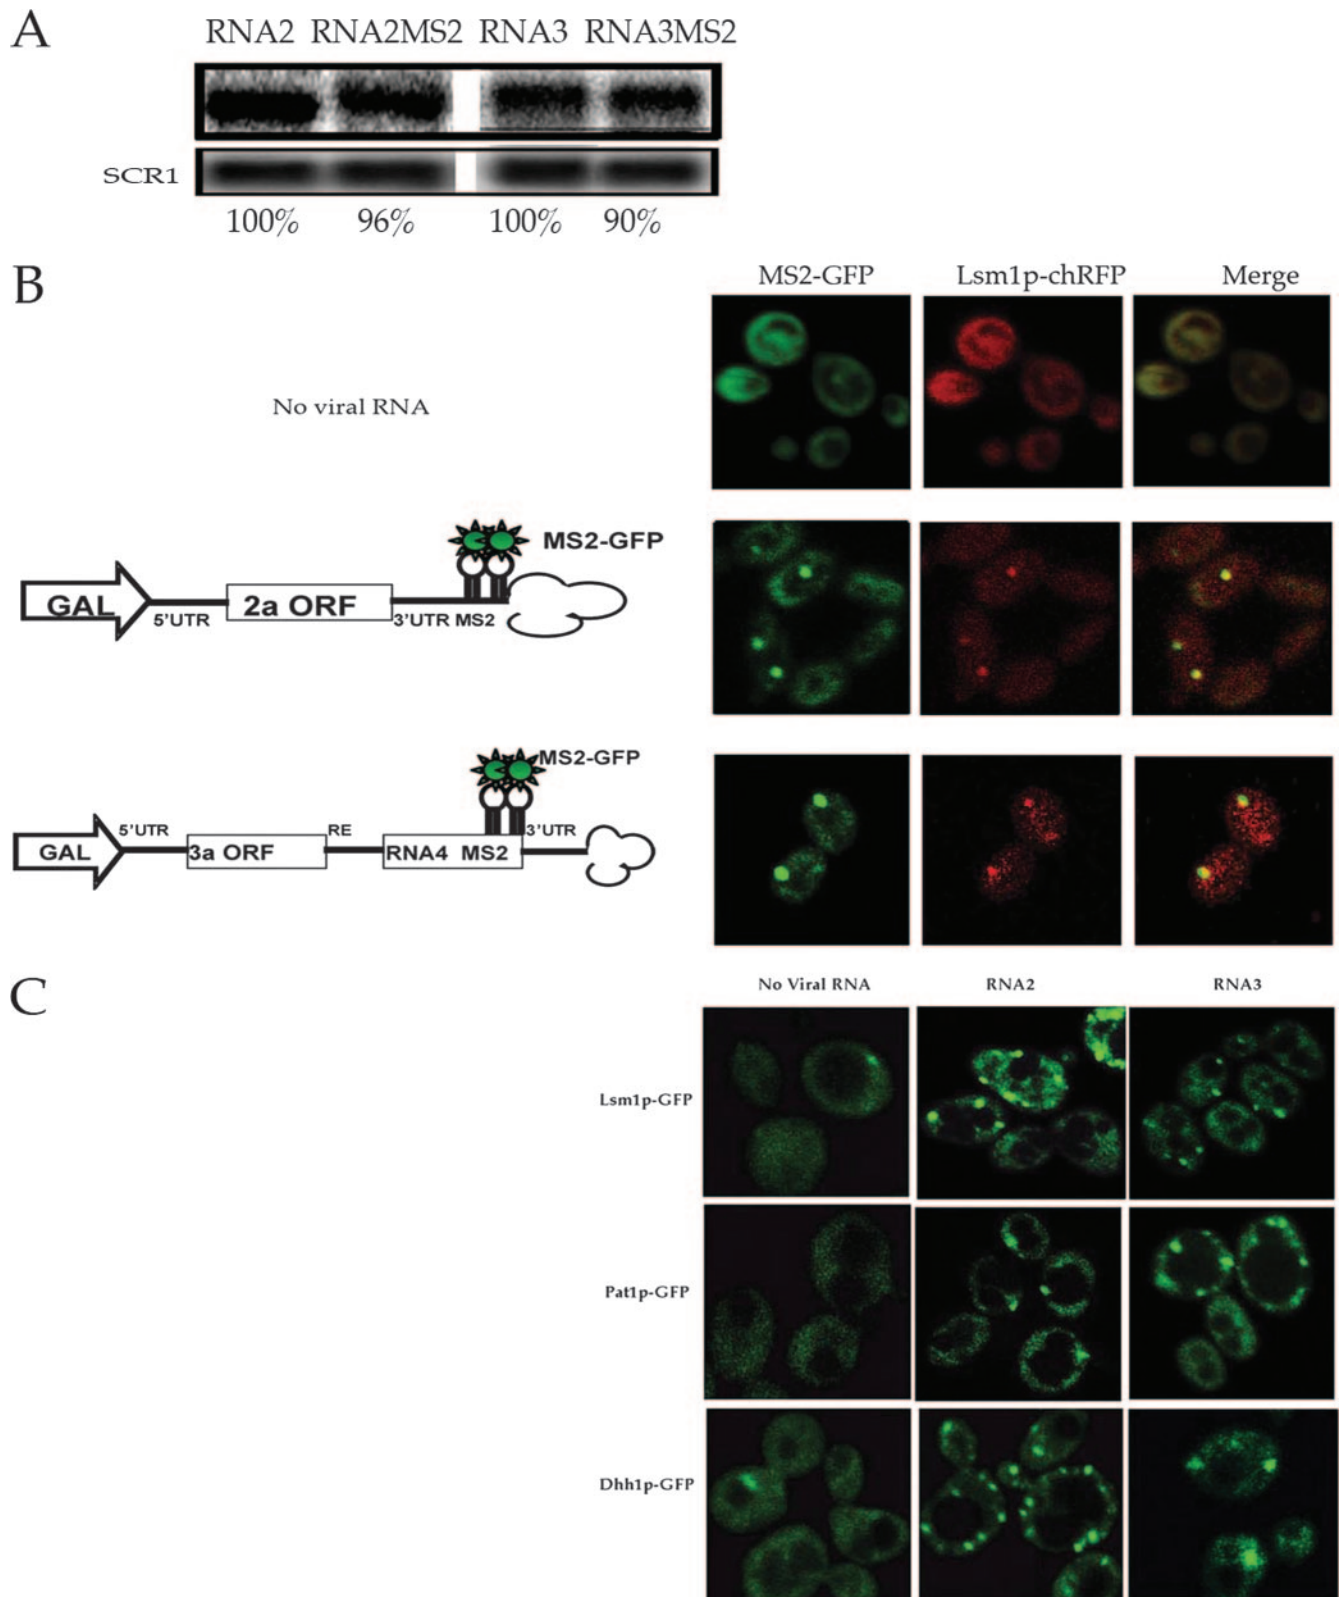 A
RNA2 RNA2MS2 RNA3 RNA3MS2
SCR1
100% 96% 100% 90%
B
MS2-GFP Lsm1p-chRFP Merge
No viral RNA
MS2-GFP
GAL 5'UTR 2a ORF 3'UTR MS2
MS2-GFP
GAL 5'UTR 3a ORF RE RNA4 MS2 3'UTR
C
No Viral RNA RNA2 RNA3
Lsm1p-GFP
Pat1p-GFP
Dhh1p-GFP